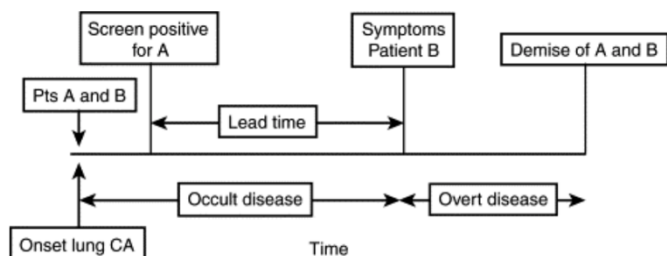 Screen positive
for A
Symptoms
Patient B
Demise of A and B
Pts A and B
Lead time
Occult disease
Overt disease
Onset lung CA
Time